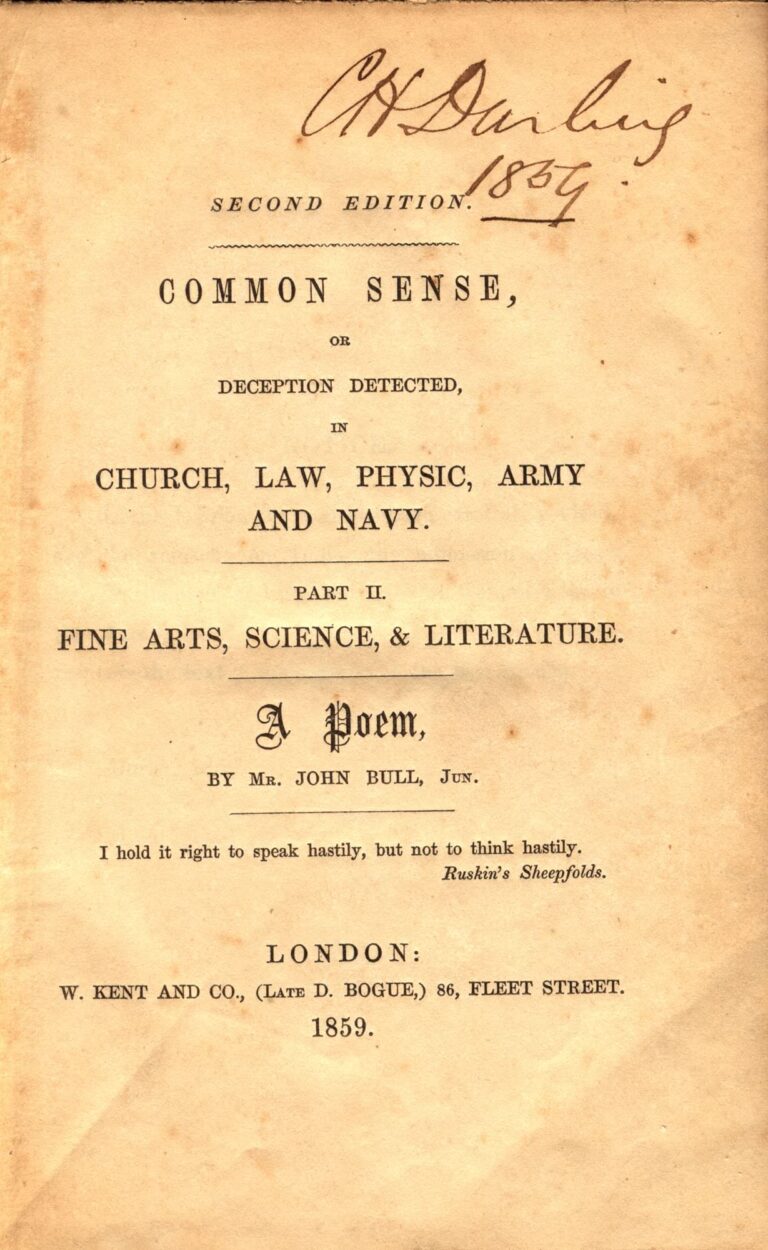 CH Darling
1859.
SECOND EDITION.
COMMON SENSE,
OR
DECEPTION DETECTED,
IN
CHURCH, LAW, PHYSIC, ARMY
AND NAVY.
PART II.
FINE ARTS, SCIENCE, & LITERATURE.
A Poem,
BY MR. JOHN BULL, JUN.
I hold it right to speak hastily, but not to think hastily.
Ruskin's Sheepfolds.
LONDON:
W. KENT AND CO., (LATE D. BOGUE,) 86, FLEET STREET.
1859.